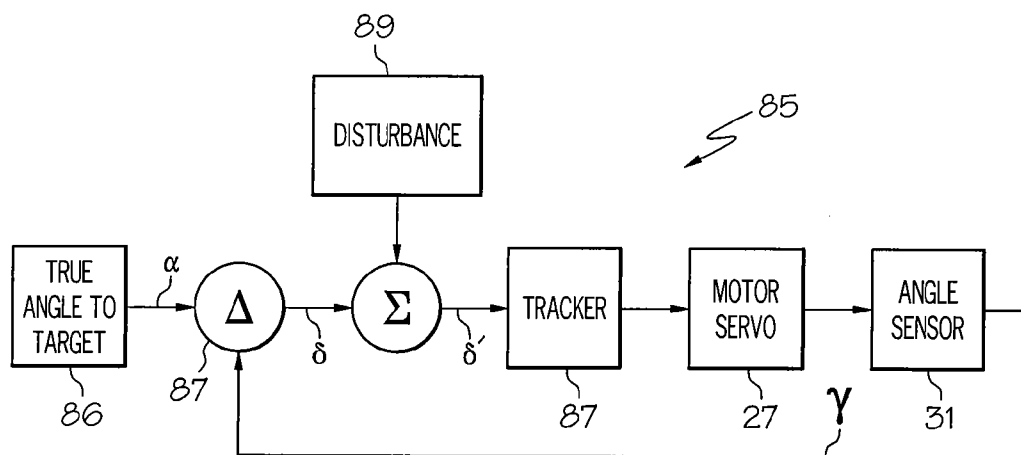 89
DISTURBANCE
85
TRUE
ANGLE TO
TARGET
α
Δ
δ
Σ
δ′
TRACKER
MOTOR
SERVO
ANGLE
SENSOR
86
87
87
27
γ
31